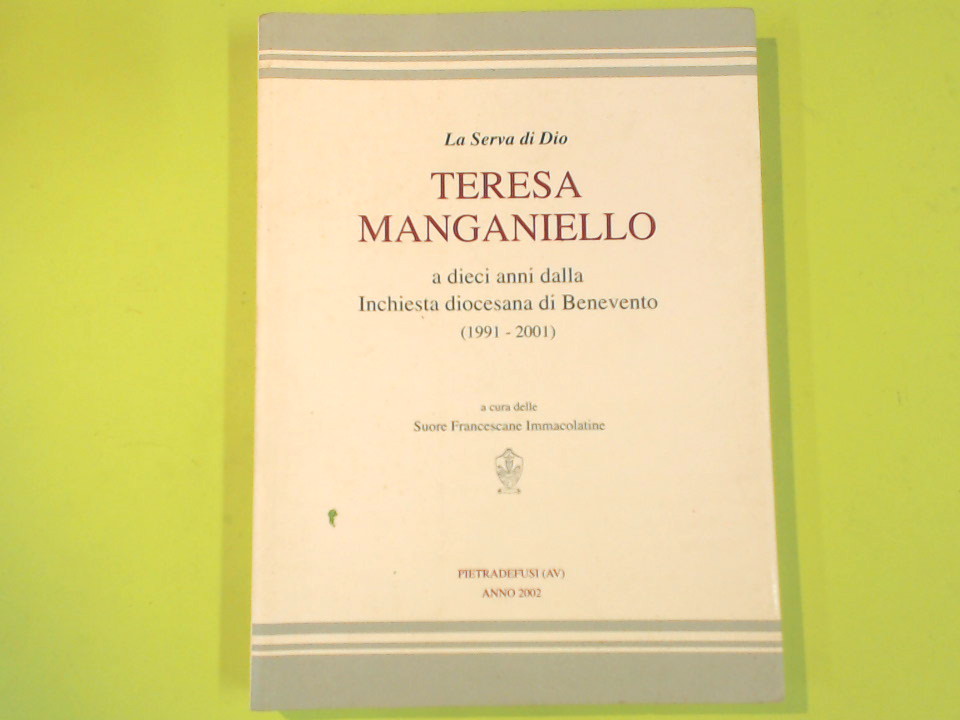 La Serva di Dio
TERESA
MANGANIELLO
a dieci anni dalla
Inchiesta diocesana di Benevento
(1991 - 2001)
a cura delle
Suore Francescane Immacolatine
PIETRADEFUSI (AV)
ANNO 2002